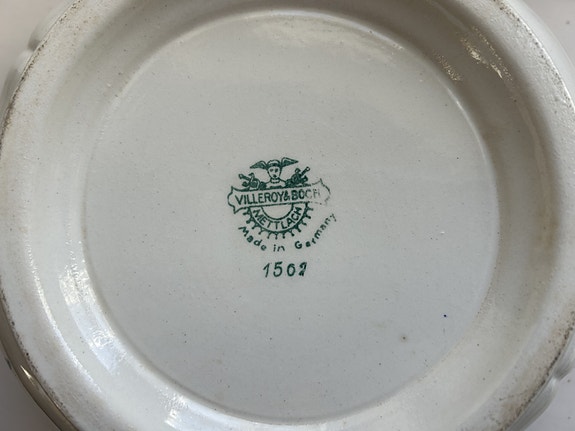 VILLEROY & BOCH
METTLACH
Made in Germany
1502